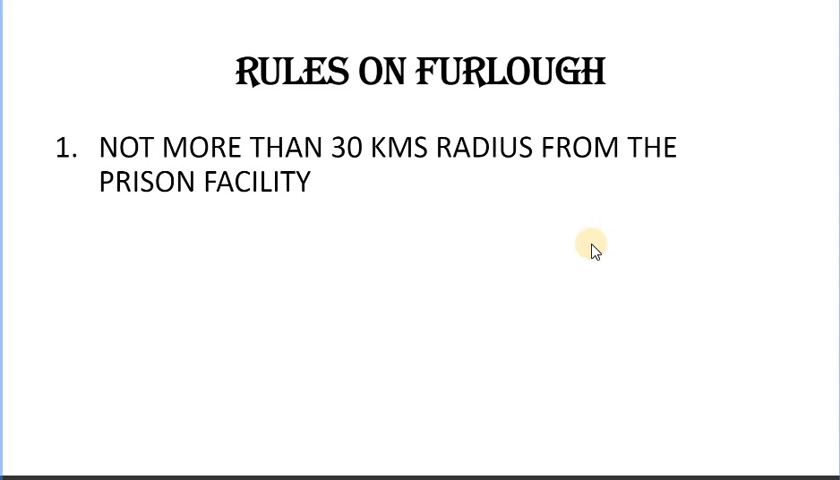 RULES ON FURLOUGH
1. NOT MORE THAN 30 KMS RADIUS FROM THE
PRISON FACILITY